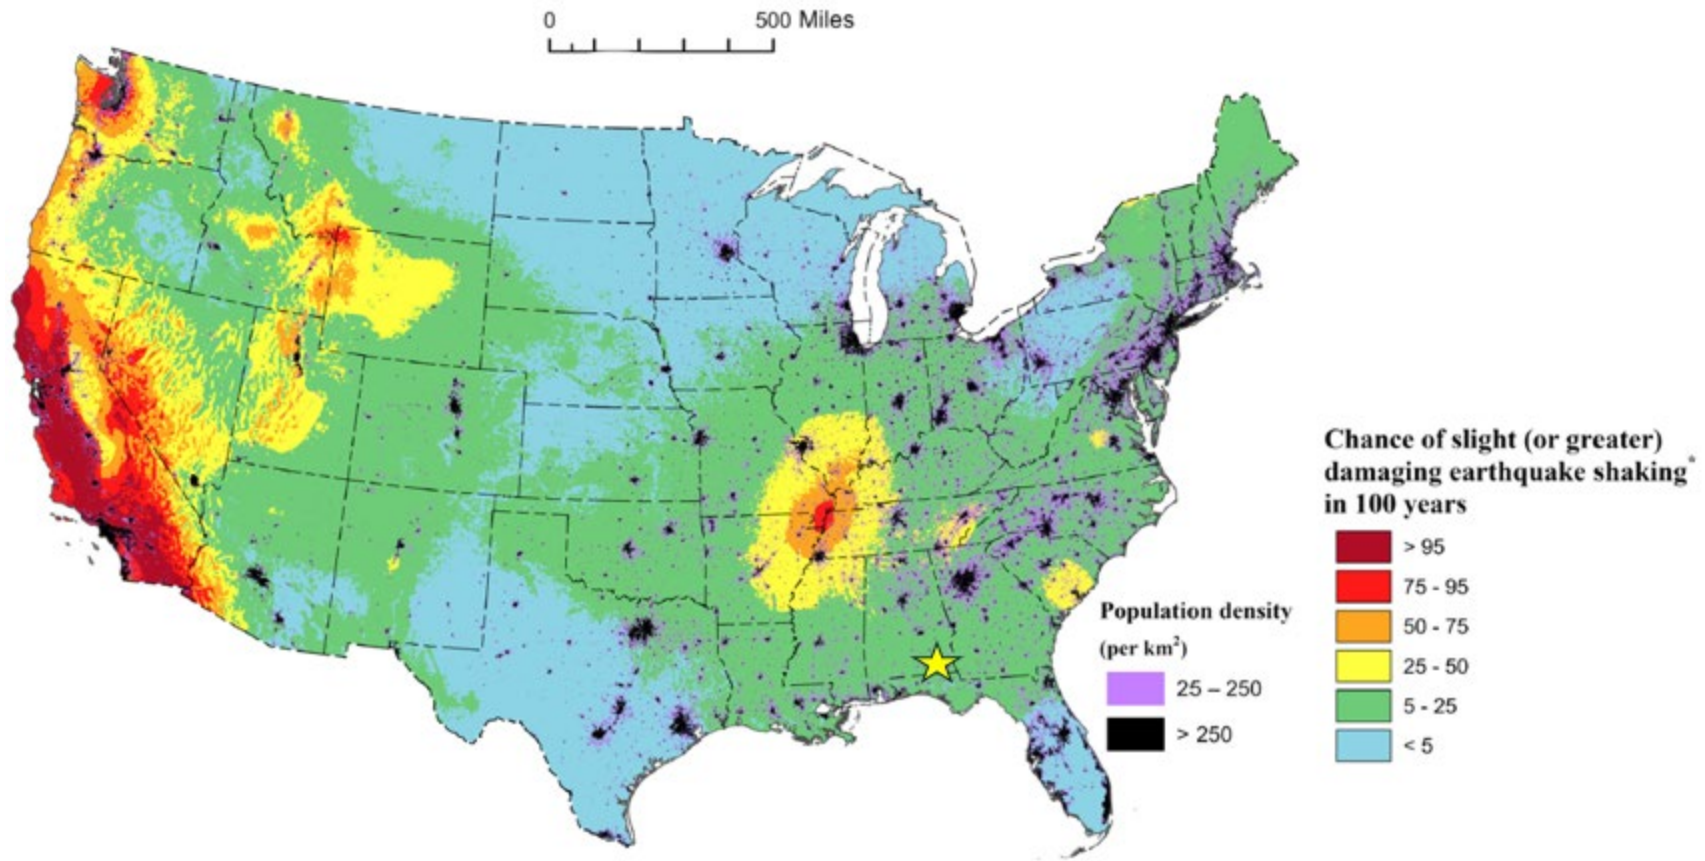 0 500 Miles
Chance of slight (or greater)
damaging earthquake shaking*
in 100 years
> 95
75 - 95
50 - 75
25 - 50
5 - 25
< 5
Population density
(per km²)
25 – 250
> 250